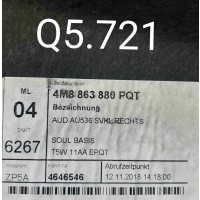 Q5.721
ML
4M8 863 880 PQT
04
Bezeichnung
AUD AU536 SVKL RECHTS
6267
SOUL BASIS
T5W 11AA EPQT
Abrufzeitpunkt
ZP5A
4646546
12.11.2018 14:18:00